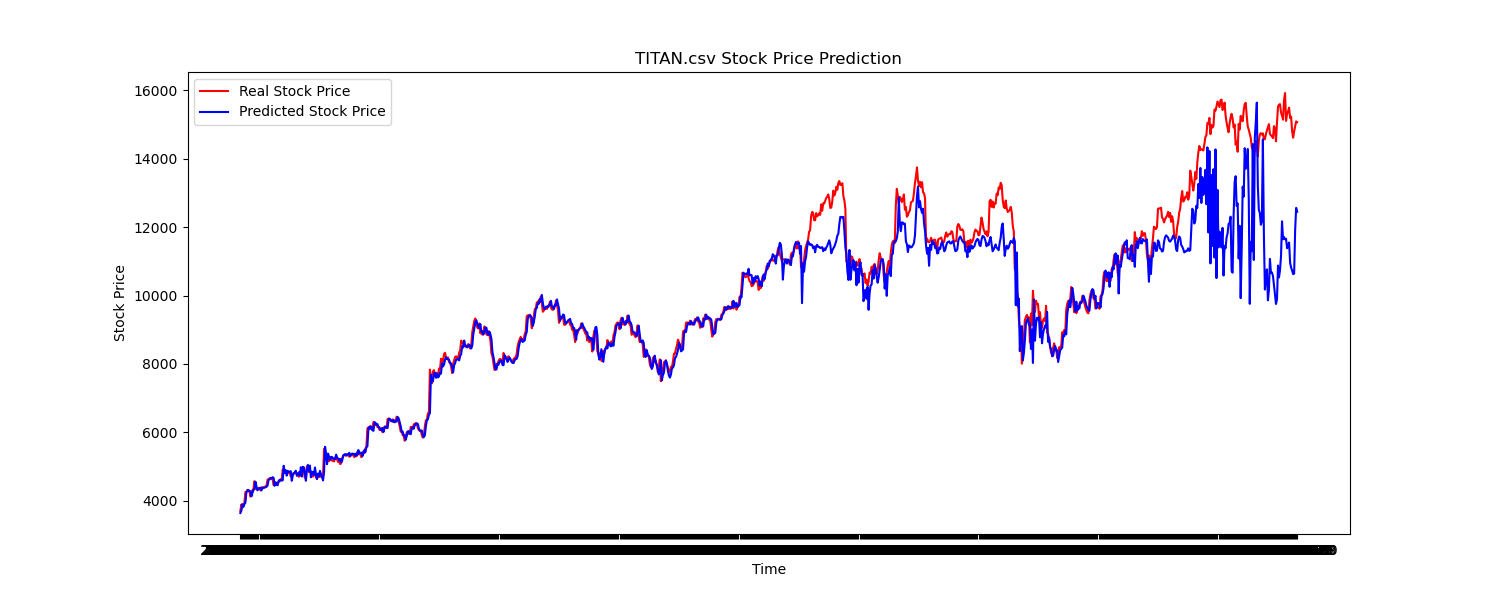 TITAN.csv Stock Price Prediction
Real Stock Price
Predicted Stock Price
16000
14000
12000
10000
8000
6000
4000
Stock Price
Time